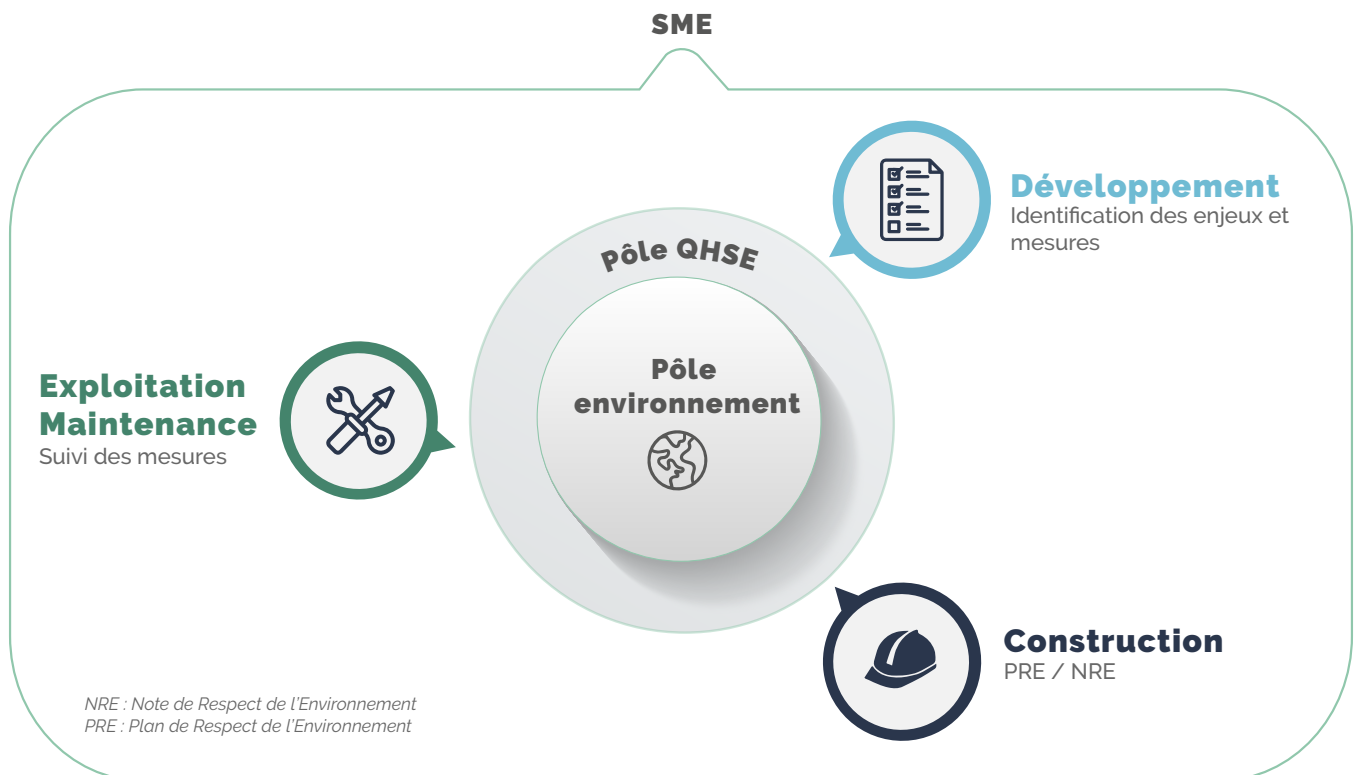 SME
Développement
Identification des enjeux et
mesures
Pôle QHSE
Pôle
environnement
Exploitation
Maintenance
Suivi des mesures
Construction
PRE / NRE
NRE : Note de Respect de l'Environnement
PRE : Plan de Respect de l'Environnement